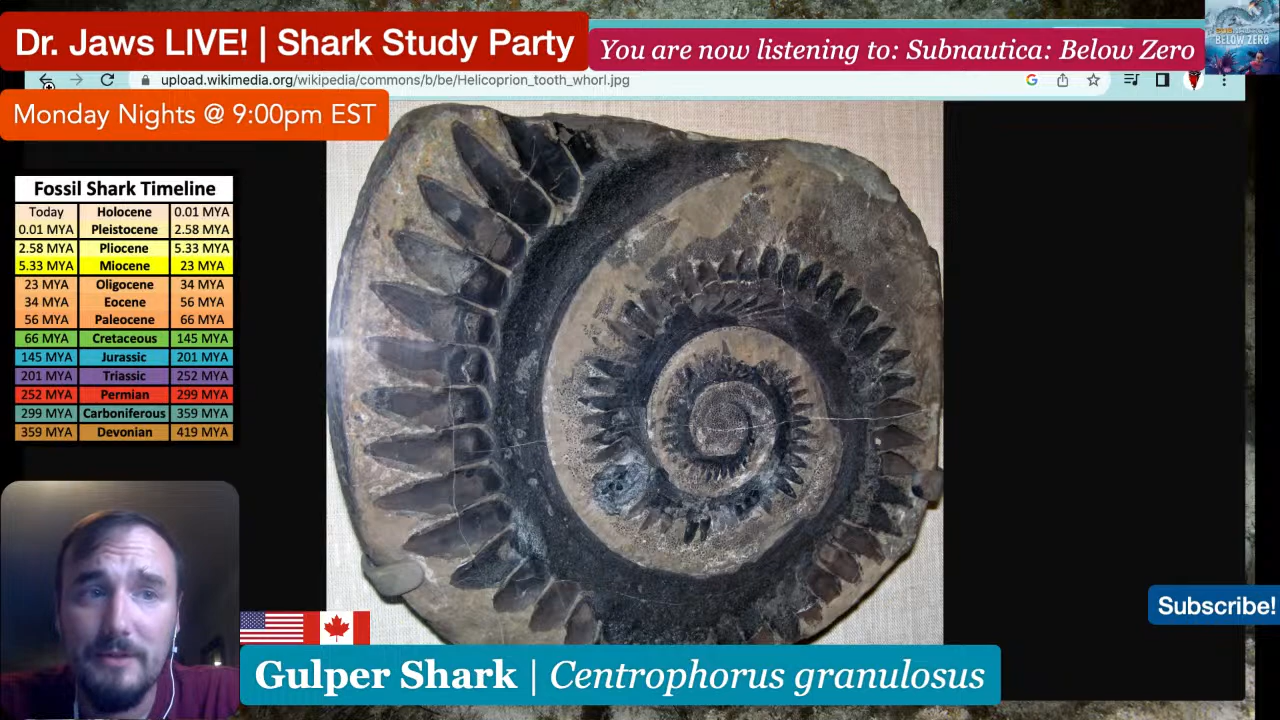 Dr. Jaws LIVE! | Shark Study Party
You are now listening to: Subnautica: Below Zero
BELOW ZERO
upload.wikimedia.org/wikipedia/commons/b/be/Helicoprion_tooth_whorl.jpg
Monday Nights @ 9:00pm EST
Fossil Shark Timeline
Today Holocene 0.01 MYA
0.01 MYA Pleistocene 2.58 MYA
2.58 MYA Pliocene 5.33 MYA
5.33 MYA Miocene 23 MYA
23 MYA Oligocene 34 MYA
34 MYA Eocene 56 MYA
56 MYA Paleocene 66 MYA
66 MYA Cretaceous 145 MYA
145 MYA Jurassic 201 MYA
201 MYA Triassic 252 MYA
252 MYA Permian 299 MYA
299 MYA Carboniferous 359 MYA
359 MYA Devonian 419 MYA
Subscribe!
Gulper Shark | Centrophorus granulosus